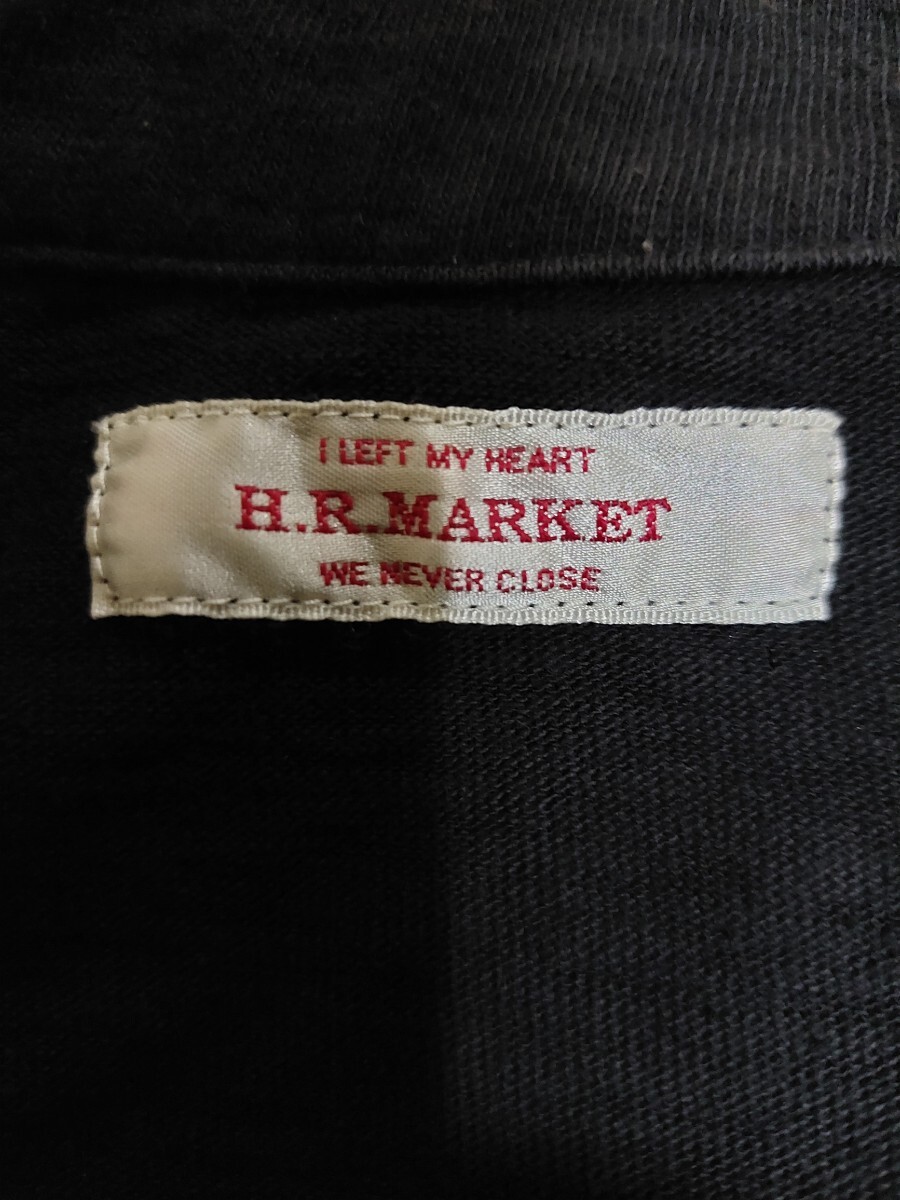 I LEFT MY HEART
H.R.MARKET
WE NEVER CLOSE